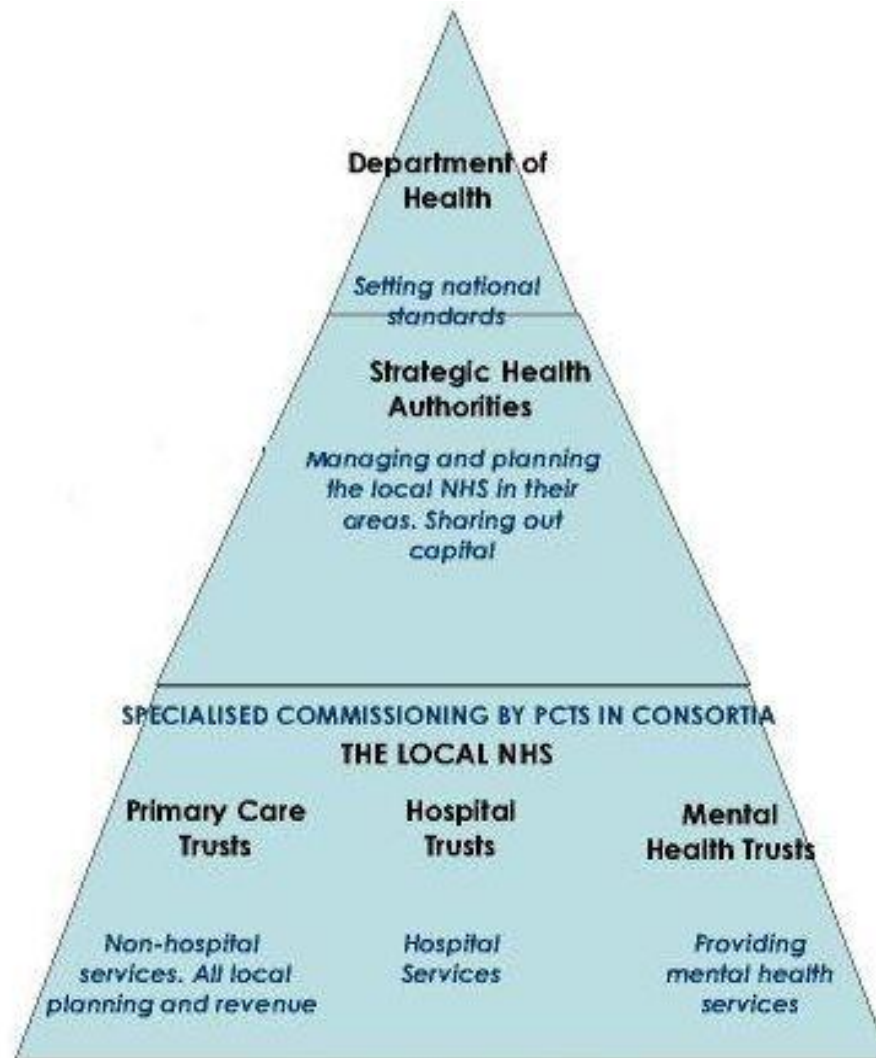 Department of
Health
Setting national
standards
Strategic Health
Authorities
Managing and planning
the local NHS in their
areas. Sharing out
capital
SPECIALISED COMMISSIONING BY PCTS IN CONSORTIA
THE LOCAL NHS
Primary Care
Trusts
Non-hospital
services. All local
planning and revenue
Hospital
Trusts
Hospital
Services
Mental
Health Trusts
Providing
mental health
services